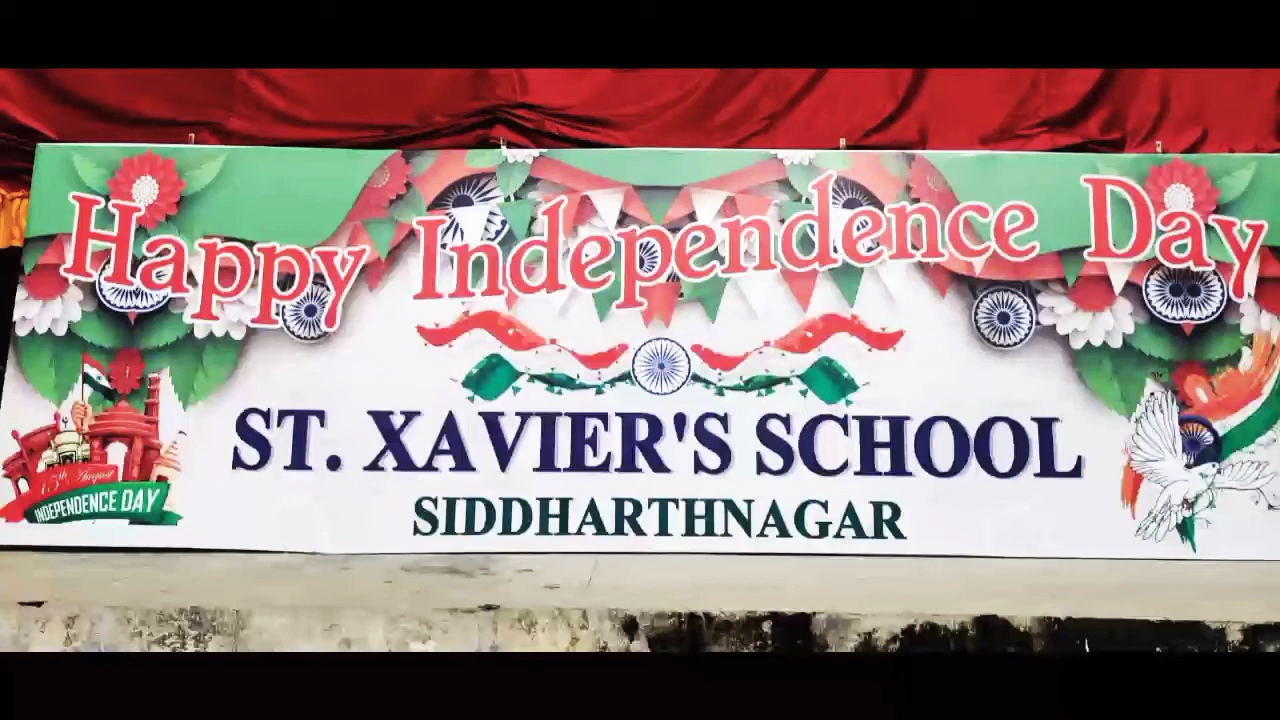 Happy Independence Day
ST. XAVIER'S SCHOOL
SIDDHARTHNAGAR
15th August
INDEPENDENCE DAY